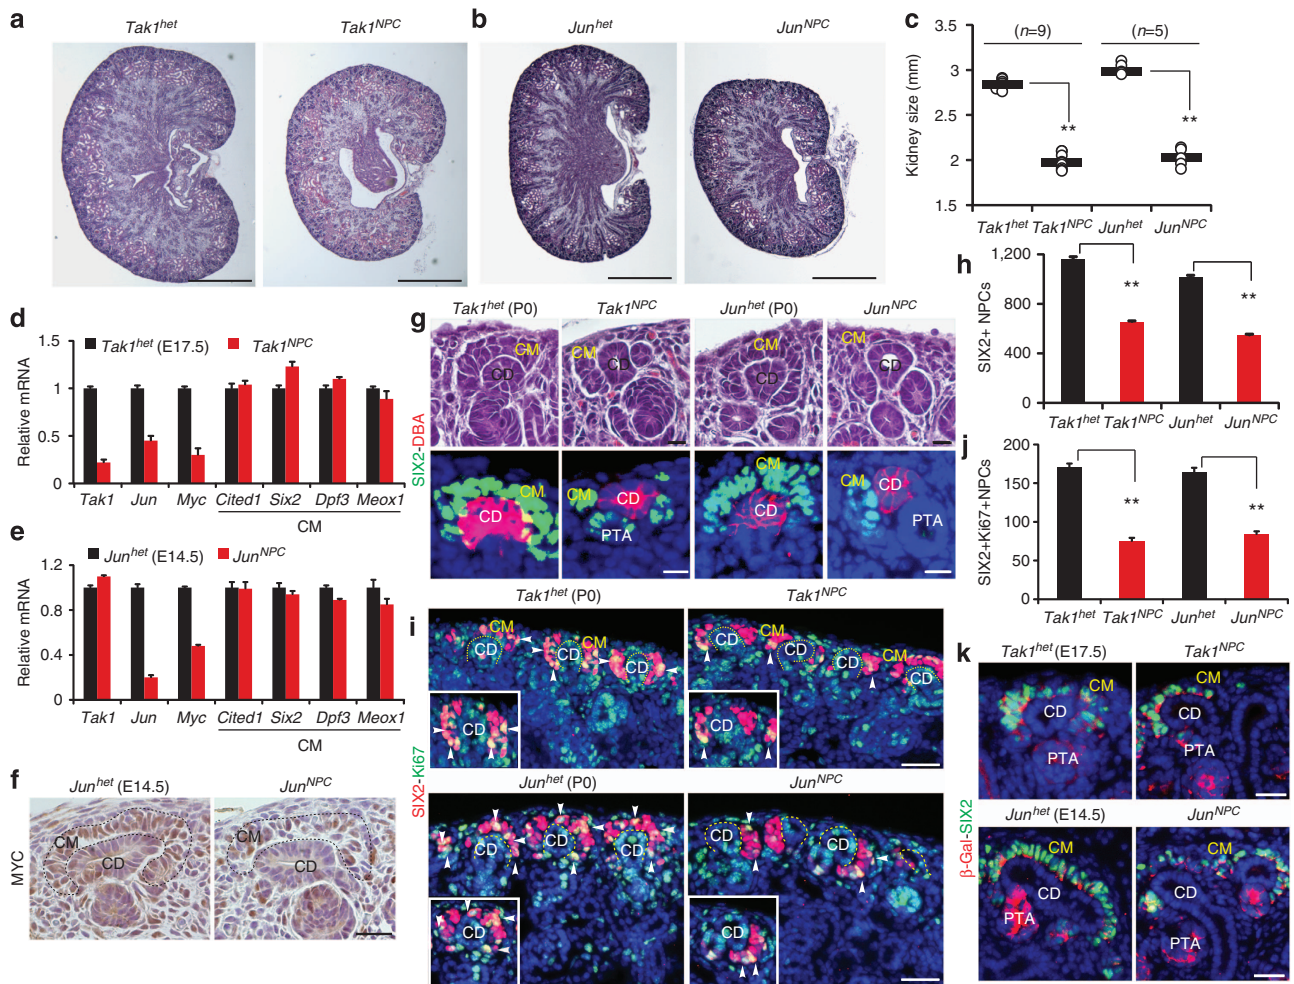 a
Tak1het
Tak1NPC
b
Junhet
JunNPC
c
Kidney size (mm)
3.5
3
2.5
2
1.5
(n=9)
(n=5)
**
**
Tak1het Tak1NPC Junhet JunNPC
d
Relative mRNA
1.5
1
0.5
0
Tak1het (E17.5) Tak1NPC
Tak1 Jun Myc Cited1 Six2 Dpf3 Meox1
CM
e
Relative mRNA
1.2
0.8
0.4
0
Junhet (E14.5) JunNPC
Tak1 Jun Myc Cited1 Six2 Dpf3 Meox1
CM
f
Junhet (E14.5)
JunNPC
MYC
CM
CD
CM
CD
g
Tak1het (P0)
Tak1NPC
Junhet (P0)
JunNPC
SIX2-DBA
CM
CD
CM
CD
CM
CD
CM
CD
CM
CD
CM
CD
PTA
CM
CD
CM
CD
PTA
h
SIX2+ NPCs
1,200
800
400
0
**
**
Tak1het Tak1NPC Junhet JunNPC
i
Tak1het (P0)
Tak1NPC
SIX2-Ki67
CM
CD
CM
CD
CD
CD
CD
CM
CD
CD
CM
CD
CD
Junhet (P0)
JunNPC
CD
CD
CD
CD
CD
CD
CD
j
SIX2+Ki67+NPCs
200
150
100
50
0
**
**
Tak1het Tak1NPC Junhet JunNPC
k
Tak1het (E17.5)
Tak1NPC
β-Gal-SIX2
CM
CD
PTA
CM
CD
PTA
Junhet (E14.5)
JunNPC
CM
CD
PTA
CM
CD
PTA